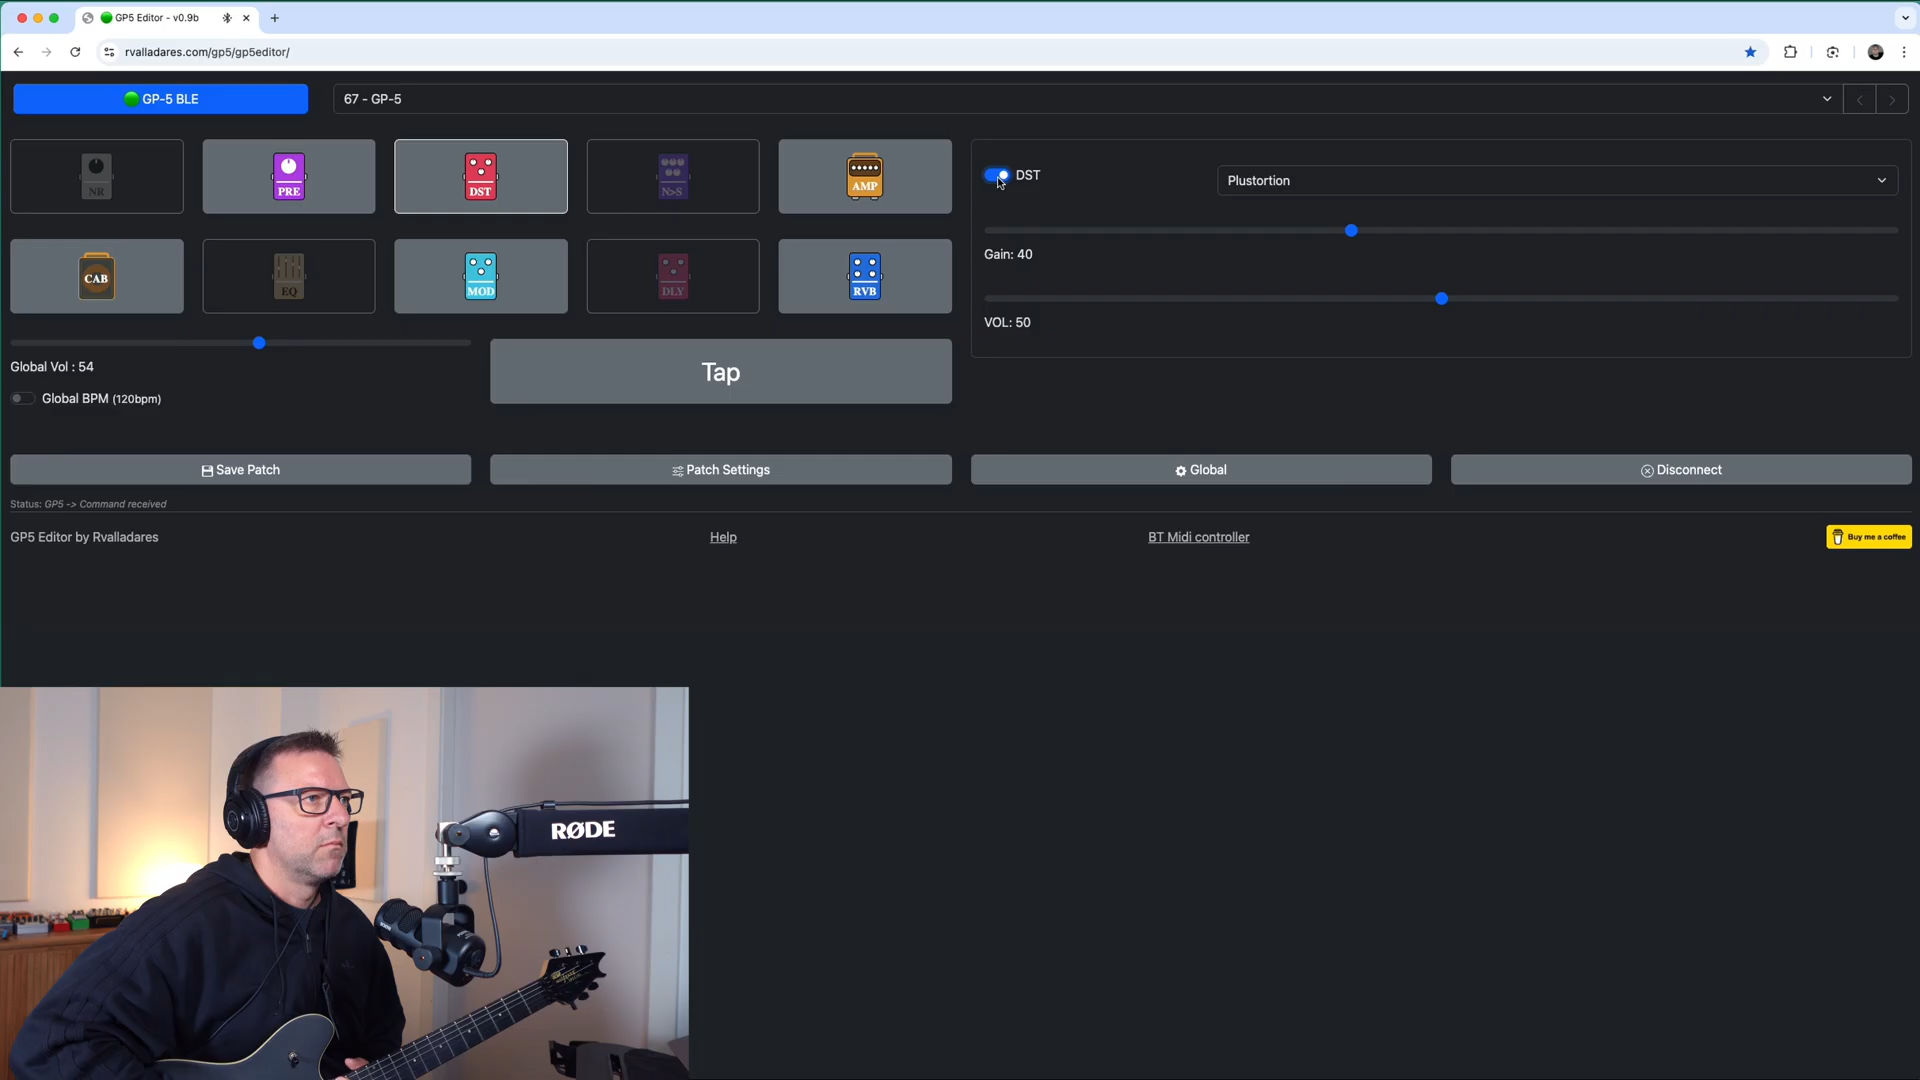 GP5 Editor - v0.9b
rvalladares.com/gp5/gp5editor/
GP-5 BLE
67 - GP-5
NR
PRE
DST
N>S
AMP
DST
Plustortion
Gain: 40
CAB
EQ
MOD
DLY
RVB
VOL: 50
Global Vol : 54
Tap
Global BPM (120bpm)
Save Patch
Patch Settings
Global
Disconnect
Status: GP5 -> Command received
GP5 Editor by Rvalladares
Help
BT Midi controller
Buy me a coffee
RØDE